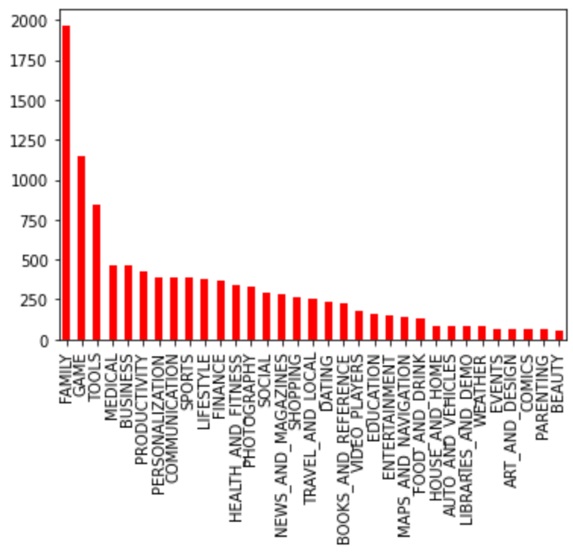 2000
1750
1500
1250
1000
750
500
250
0
FAMILY
GAME
TOOLS
MEDICAL
BUSINESS
PRODUCTIVITY
PERSONALIZATION
COMMUNICATION
SPORTS
LIFESTYLE
FINANCE
HEALTH_AND_FITNESS
PHOTOGRAPHY
SOCIAL
NEWS_AND_MAGAZINES
SHOPPING
TRAVEL_AND_LOCAL
DATING
BOOKS_AND_REFERENCE
VIDEO_PLAYERS
EDUCATION
ENTERTAINMENT
MAPS_AND_NAVIGATION
FOOD_AND_DRINK
HOUSE_AND_HOME
AUTO_AND_VEHICLES
LIBRARIES_AND_DEMO
WEATHER
EVENTS
ART_AND_DESIGN
COMICS
PARENTING
BEAUTY